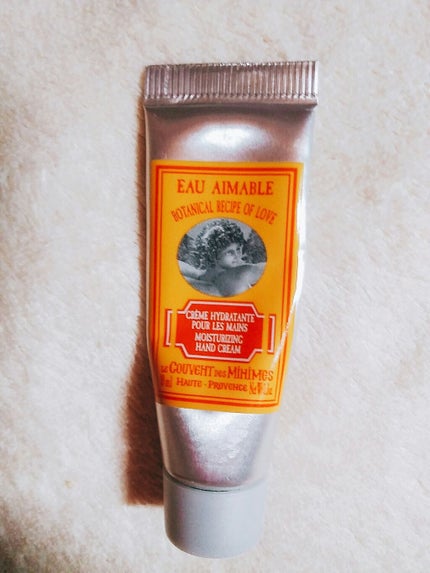 EAU AIMABLE
BOTANICAL RECIPE OF LOVE
CRÈME HYDRATANTE
POUR LES MAINS
MOISTURIZING
HAND CREAM
LE COUVENT DES MINIMES
HAUTE - PROVENCE